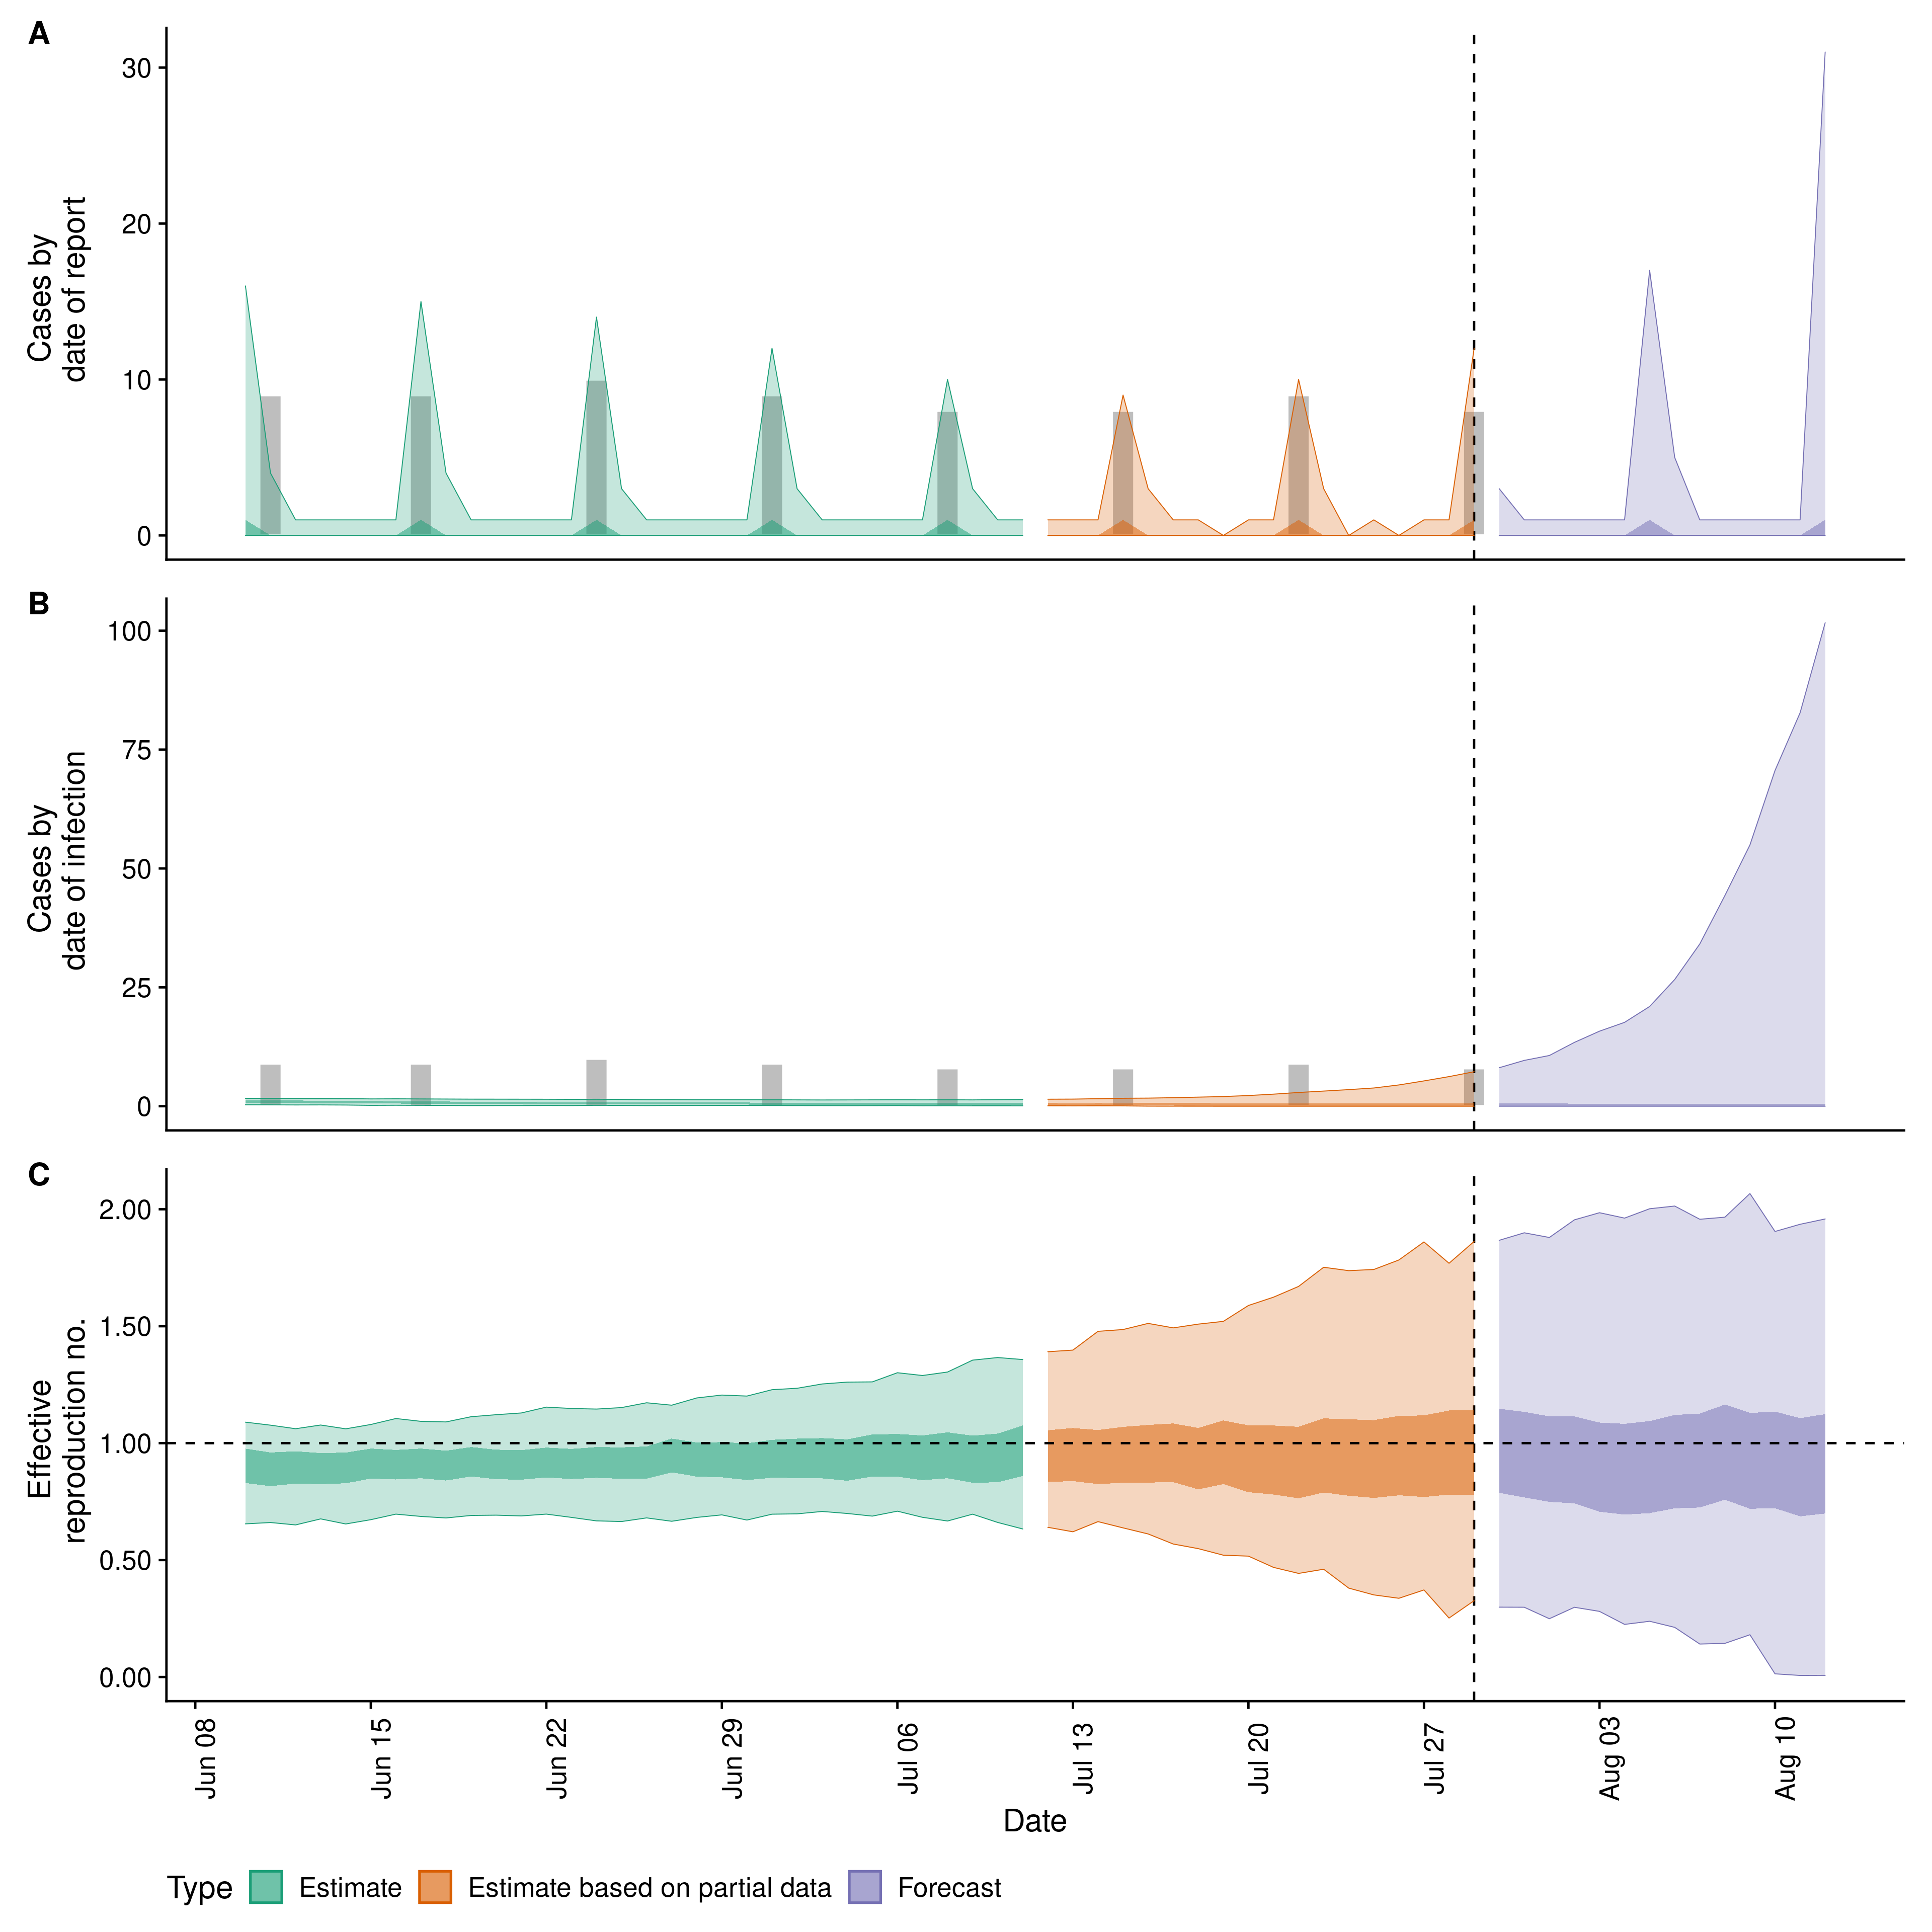 A
30
20
10
0
Cases by
date of report
B
100
75
50
25
0
Cases by
date of infection
C
2.00
1.50
1.00
0.50
0.00
Effective
reproduction no.
Jun 08
Jun 15
Jun 22
Jun 29
Jul 06
Jul 13
Jul 20
Jul 27
Aug 03
Aug 10
Date
Type Estimate Estimate based on partial data Forecast